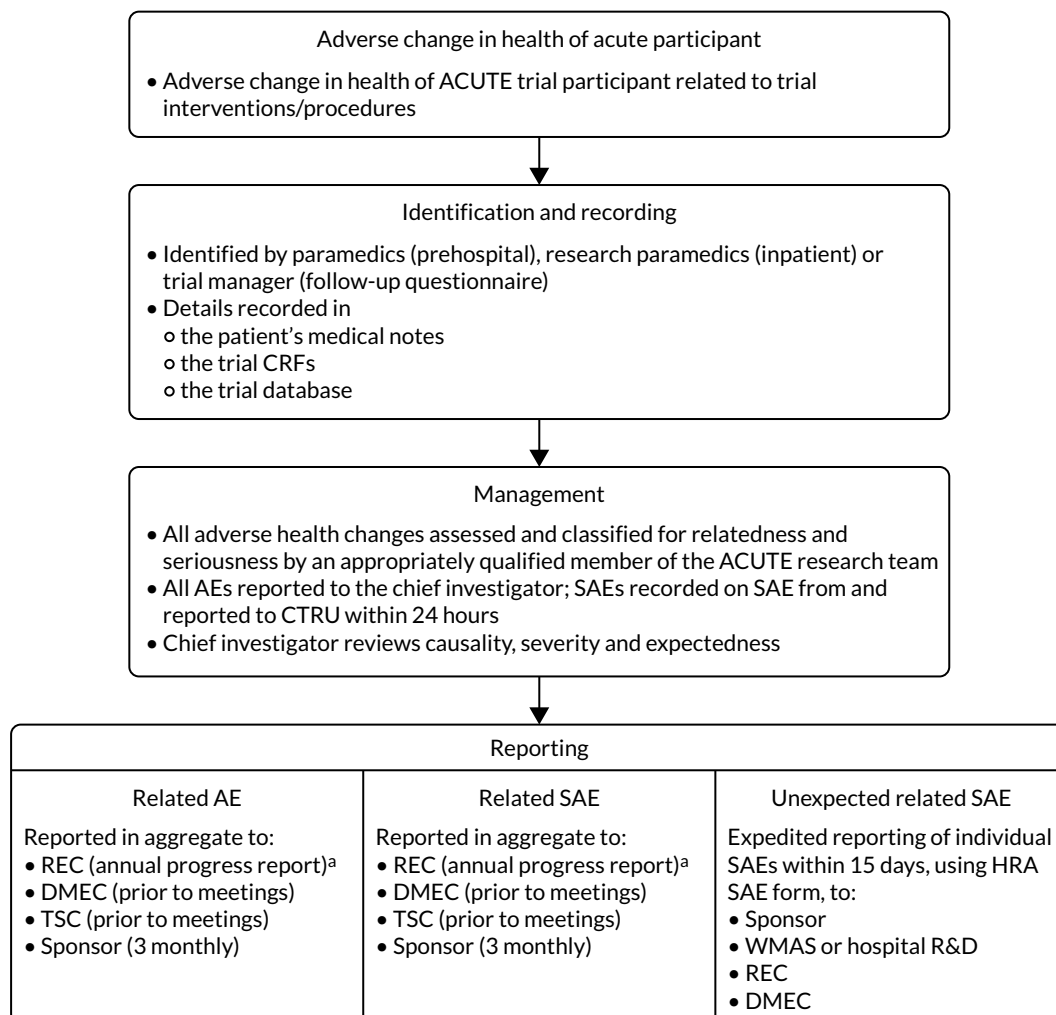 Adverse change in health of acute participant
• Adverse change in health of ACUTE trial participant related to trial
interventions/procedures
Identification and recording
• Identified by paramedics (prehospital), research paramedics (inpatient) or
trial manager (follow-up questionnaire)
• Details recorded in
o the patient's medical notes
o the trial CRFs
o the trial database
Management
• All adverse health changes assessed and classified for relatedness and
seriousness by an appropriately qualified member of the ACUTE research team
• All AEs reported to the chief investigator; SAEs recorded on SAE from and
reported to CTRU within 24 hours
• Chief investigator reviews causality, severity and expectedness
Reporting
Related AE
Reported in aggregate to:
• REC (annual progress report)a
• DMEC (prior to meetings)
• TSC (prior to meetings)
• Sponsor (3 monthly)
Related SAE
Reported in aggregate to:
• REC (annual progress report)a
• DMEC (prior to meetings)
• TSC (prior to meetings)
• Sponsor (3 monthly)
Unexpected related SAE
Expedited reporting of individual
SAEs within 15 days, using HRA
SAE form, to:
• Sponsor
• WMAS or hospital R&D
• REC
• DMEC